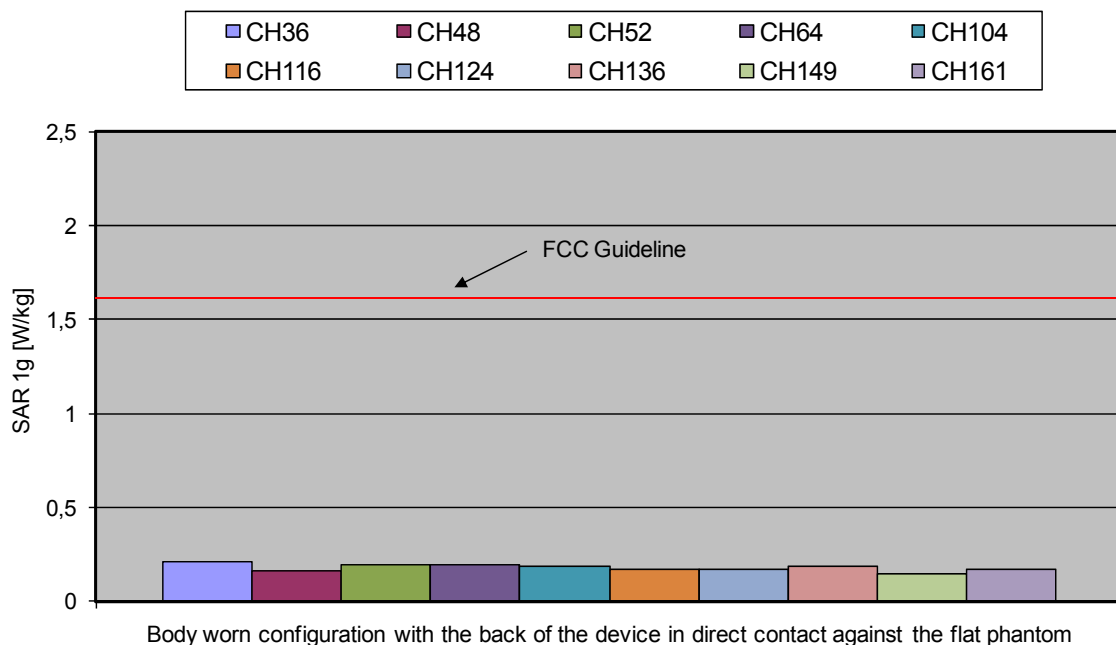 CH36 CH48 CH52 CH64 CH104
CH116 CH124 CH136 CH149 CH161
2,5
2
FCC Guideline
1,5
SAR 1g [W/kg]
1
0,5
0
Body worn configuration with the back of the device in direct contact against the flat phantom